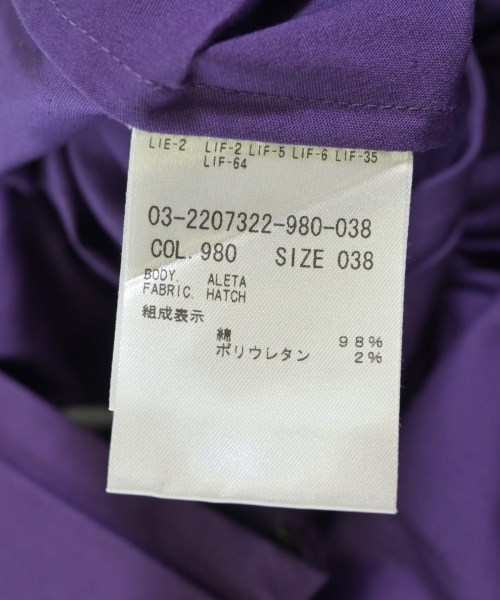 LIE-2 LIF-2 LIF-5 LIF-6 LIF-35
LIF-64
03-2207322-980-038
COL. 980 SIZE 038
BODY. ALETA
FABRIC. HATCH
組成表示
綿 98%
ポリウレタン 2%